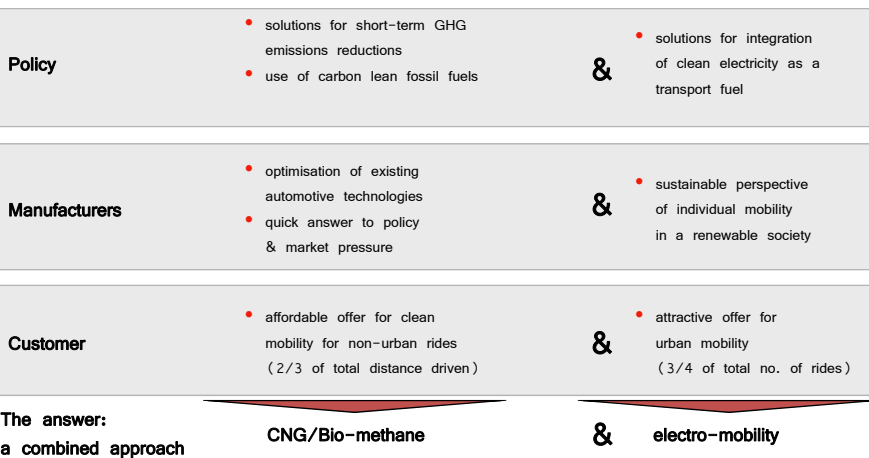 Policy
• solutions for short-term GHG
emissions reductions
• use of carbon lean fossil fuels
&
• solutions for integration
of clean electricity as a
transport fuel
Manufacturers
• optimisation of existing
automotive technologies
• quick answer to policy
& market pressure
&
• sustainable perspective
of individual mobility
in a renewable society
Customer
• affordable offer for clean
mobility for non-urban rides
(2/3 of total distance driven)
&
• attractive offer for
urban mobility
(3/4 of total no. of rides)
The answer:
a combined approach
CNG/Bio-methane
&
electro-mobility